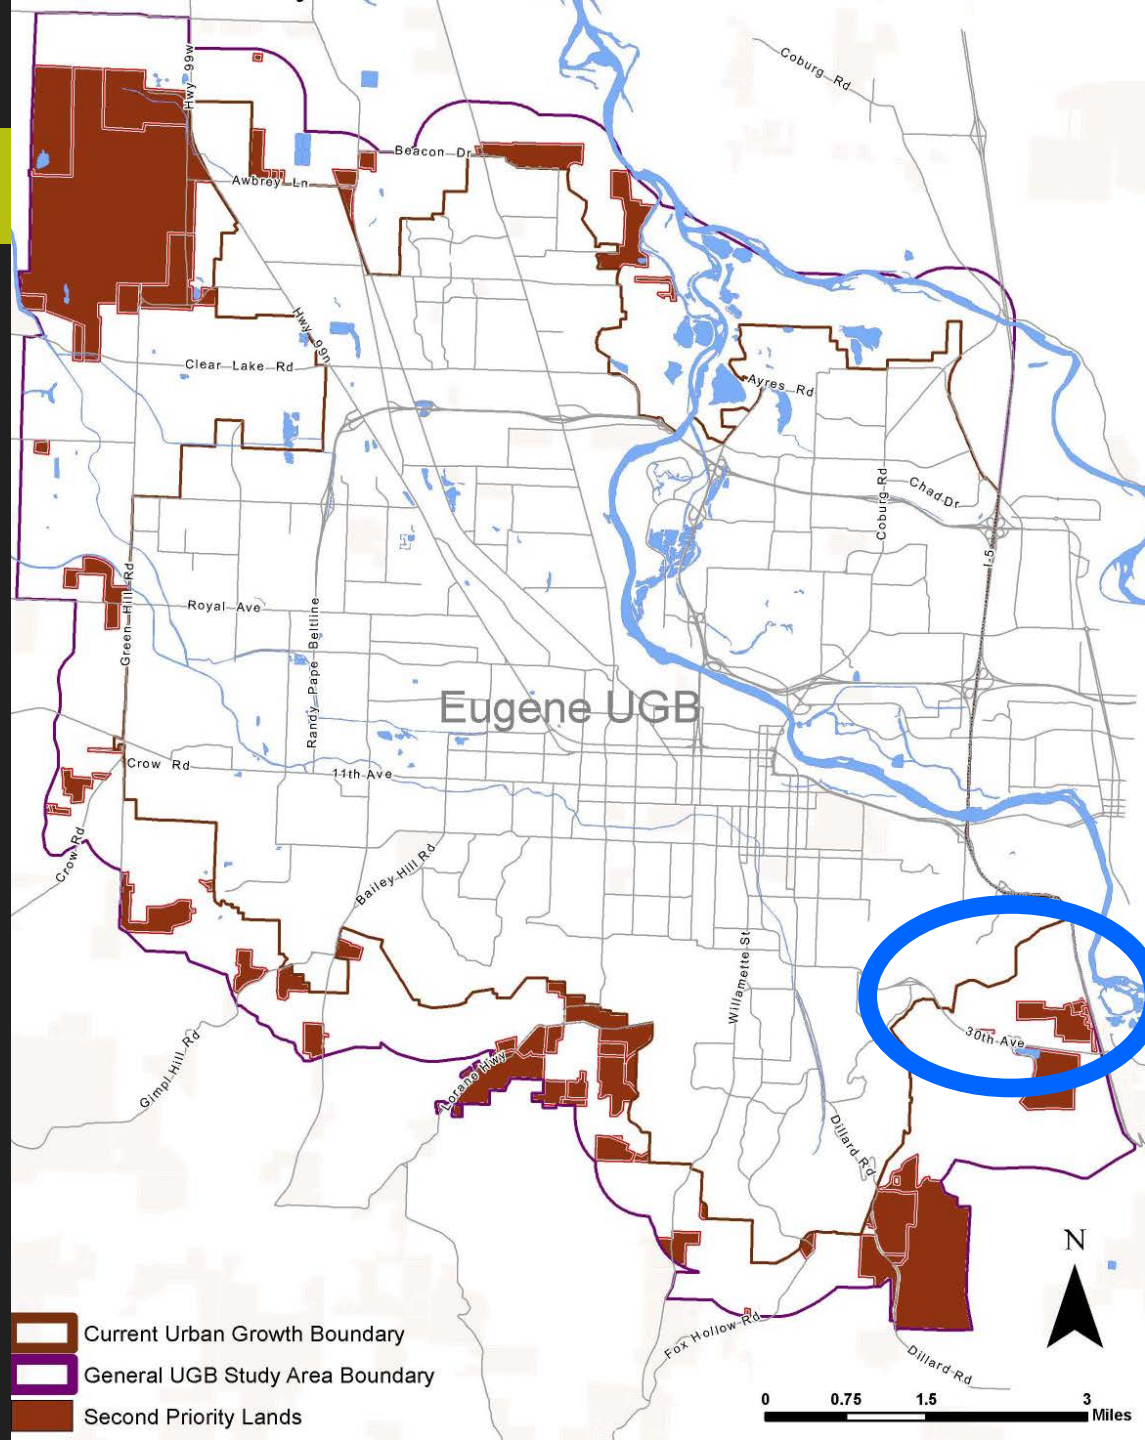 Coburg Rd
Hwy 99w
Beacon Dr
Awbrey Ln
Hwy 99n
Clear Lake Rd
Ayres Rd
Coburg Rd
Chad Dr
I-5
Green Hill Rd
Royal Ave
Randy Pape Beltline
Eugene UGB
Crow Rd
11th Ave
Crow Rd
Bailey Hill Rd
Willamette St
30th Ave
Gimpl Hill Rd
Lorane Hwy
Dillard Rd
N
Fox Hollow Rd
Dillard Rd
Current Urban Growth Boundary
General UGB Study Area Boundary
Second Priority Lands
0 0.75 1.5 3
Miles